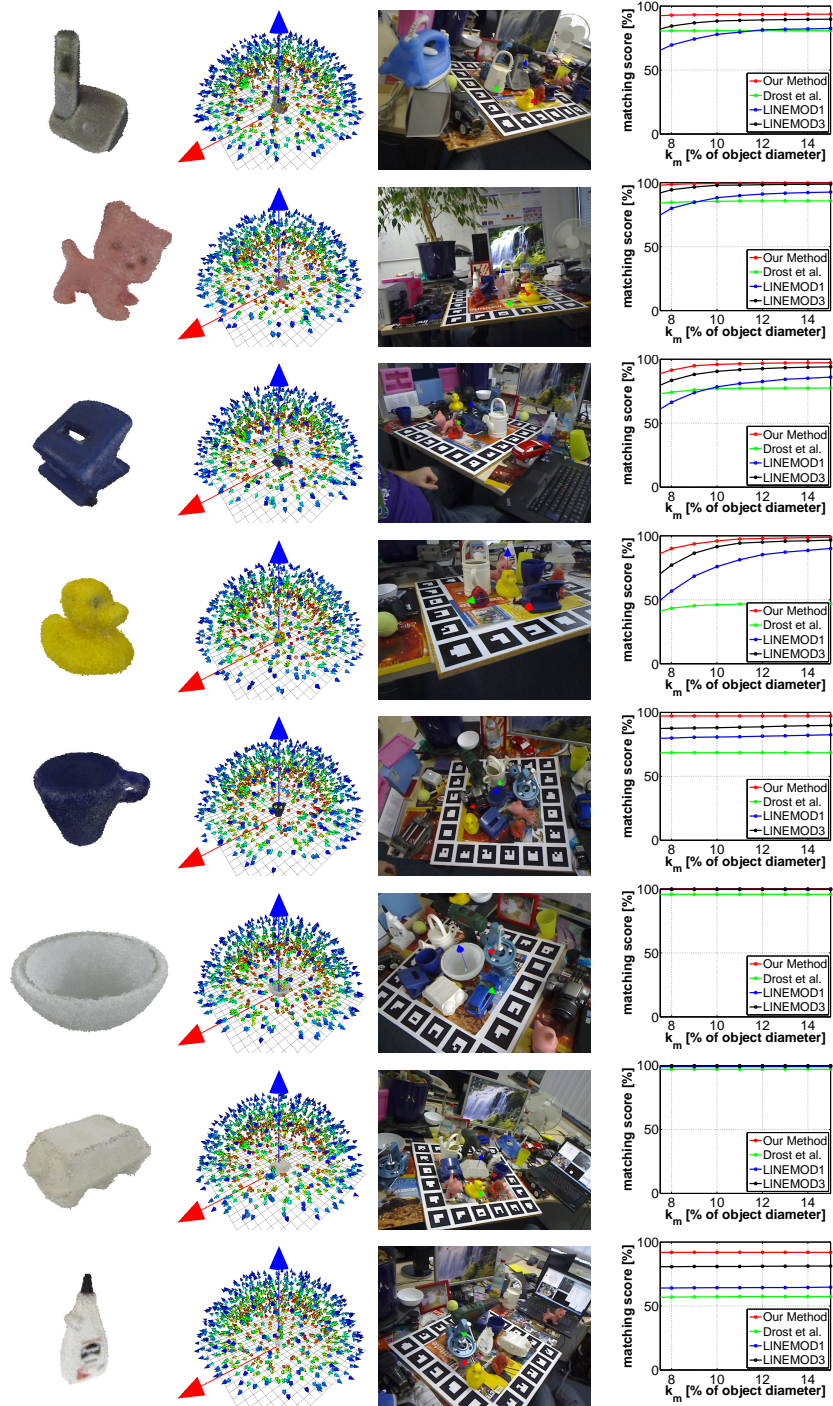 matching score [%]
100
50
0
Our Method
Drost et al.
LINEMOD1
LINEMOD3
8 10 12 14
k_m [% of object diameter]
matching score [%]
100
50
0
Our Method
Drost et al.
LINEMOD1
LINEMOD3
8 10 12 14
k_m [% of object diameter]
matching score [%]
100
50
0
Our Method
Drost et al.
LINEMOD1
LINEMOD3
8 10 12 14
k_m [% of object diameter]
matching score [%]
100
50
0
Our Method
Drost et al.
LINEMOD1
LINEMOD3
8 10 12 14
k_m [% of object diameter]
matching score [%]
100
50
0
Our Method
Drost et al.
LINEMOD1
LINEMOD3
8 10 12 14
k_m [% of object diameter]
matching score [%]
100
50
0
Our Method
Drost et al.
LINEMOD1
LINEMOD3
8 10 12 14
k_m [% of object diameter]
matching score [%]
100
50
0
Our Method
Drost et al.
LINEMOD1
LINEMOD3
8 10 12 14
k_m [% of object diameter]
matching score [%]
100
50
0
Our Method
Drost et al.
LINEMOD1
LINEMOD3
8 10 12 14
k_m [% of object diameter]